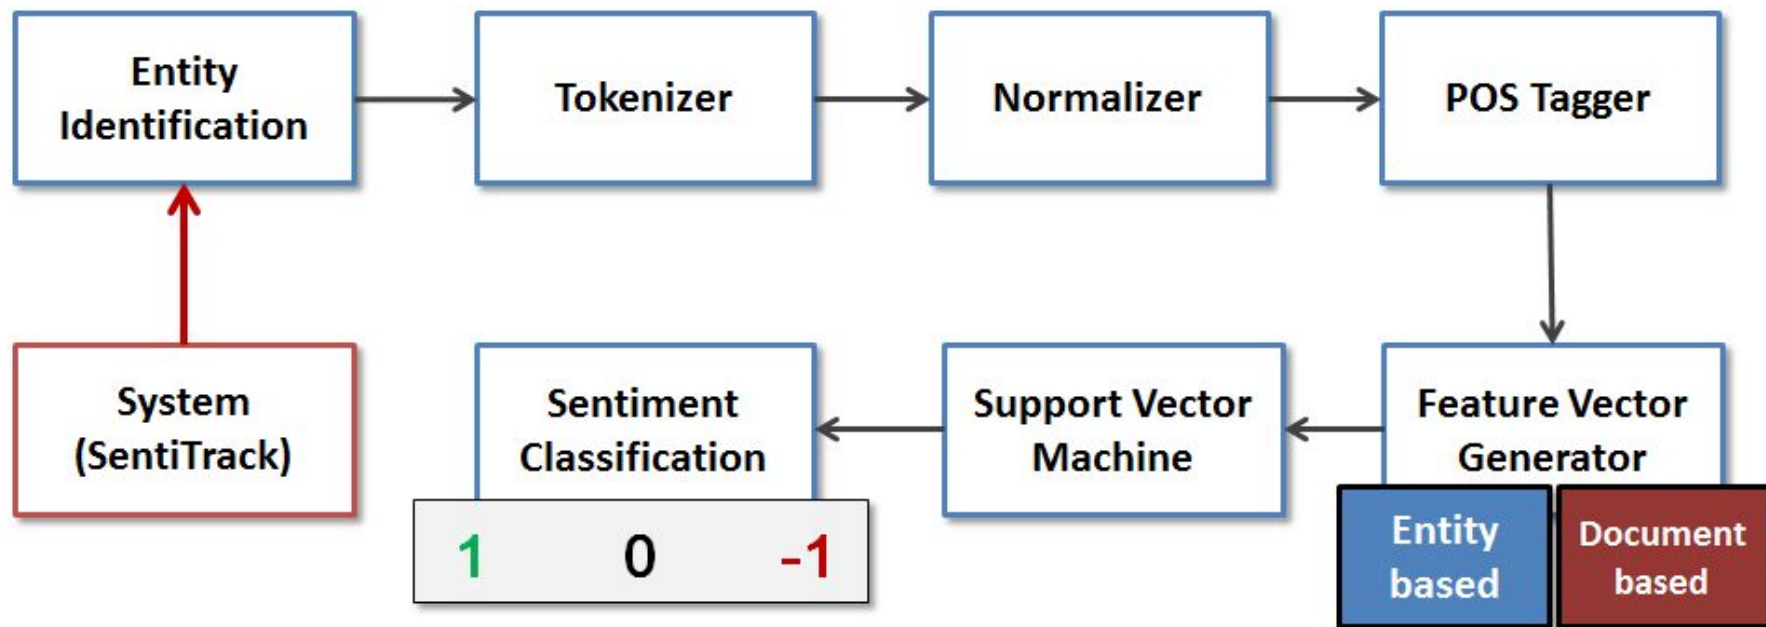 Entity
Identification
Tokenizer
Normalizer
POS Tagger
System
(SentiTrack)
Sentiment
Classification
1 0 -1
Support Vector
Machine
Feature Vector
Generator
Entity
based
Document
based